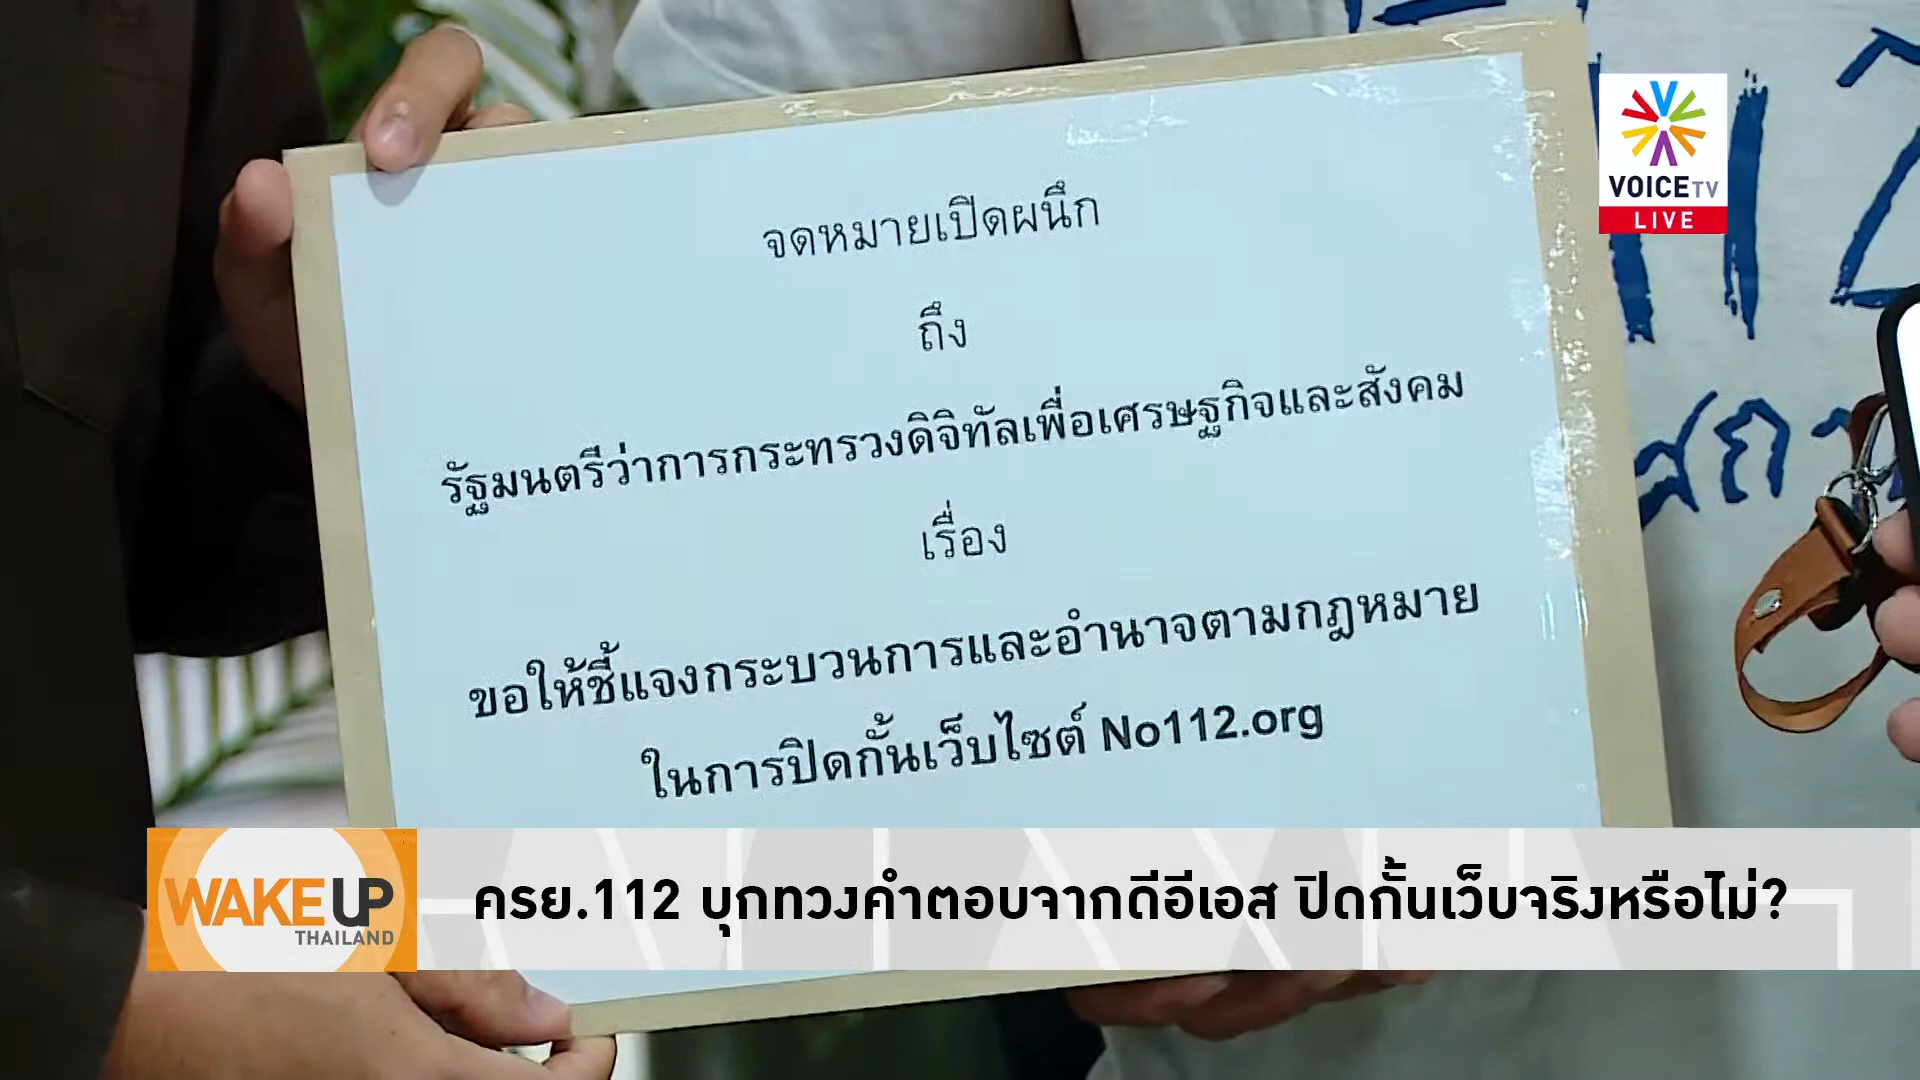 จดหมายเปิดผนึก
ถึง
รัฐมนตรีว่าการกระทรวงดิจิทัลเพื่อเศรษฐกิจและสังคม
เรื่อง
ขอให้ชี้แจงกระบวนการและอำนาจตามกฎหมาย
ในการปิดกั้นเว็บไซต์ No112.org
VOICE TV
LIVE
112
WAKE UP
THAILAND
ครย.112 บุกทวงคำตอบจากดีอีเอส ปิดกั้นเว็บจริงหรือไม่?